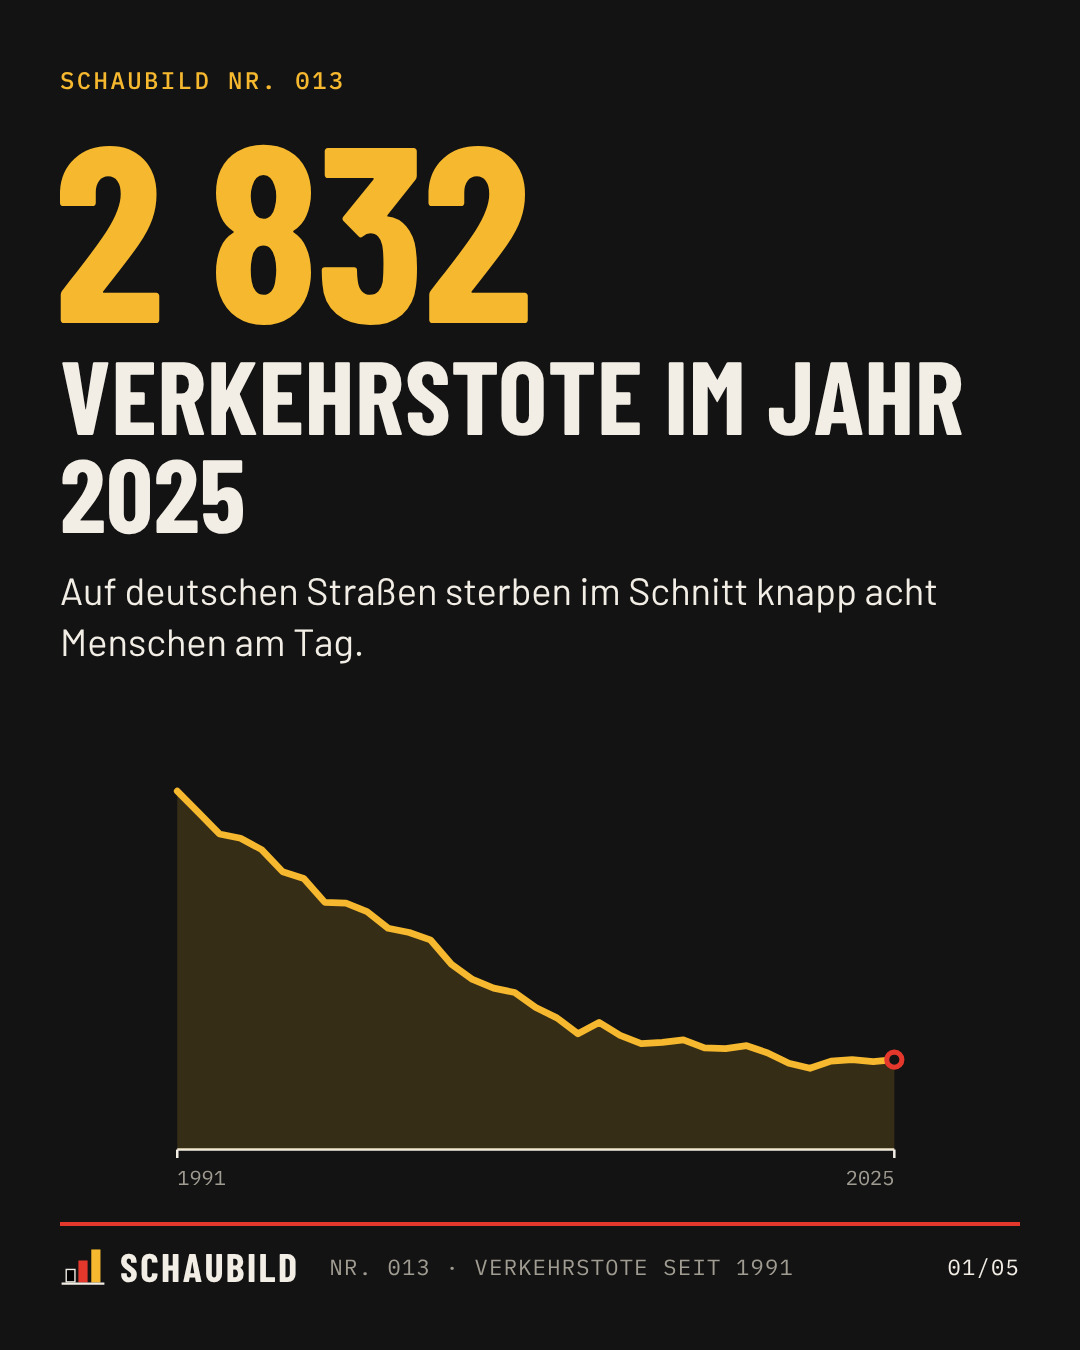 SCHAUBILD NR. 013
2 832
VERKEHRSTOTE IM JAHR
2025
Auf deutschen Straßen sterben im Schnitt knapp acht
Menschen am Tag.
1991
2025
SCHAUBILD
NR. 013 · VERKEHRSTOTE SEIT 1991
01/05